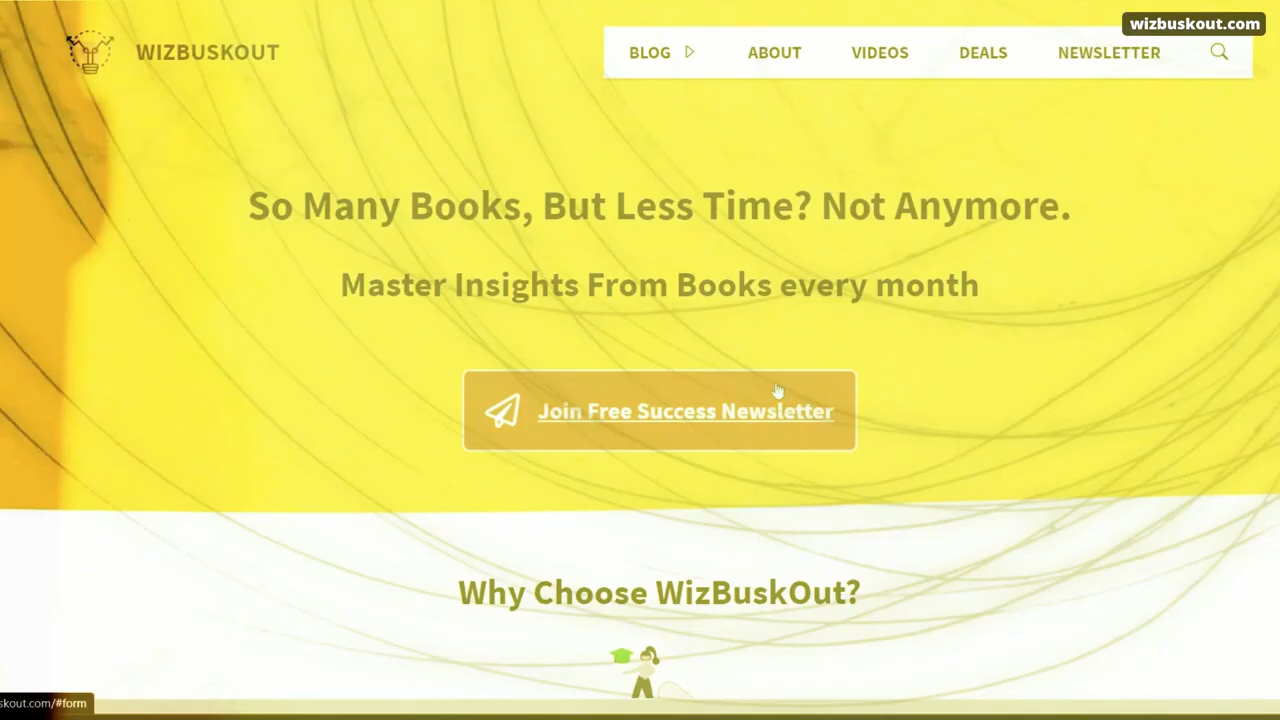 wizbuskout.com
WIZBUSKOUT
BLOG ABOUT VIDEOS DEALS NEWSLETTER
So Many Books, But Less Time? Not Anymore.
Master Insights From Books every month
Join Free Success Newsletter
Why Choose WizBuskOut?
skout.com/#form